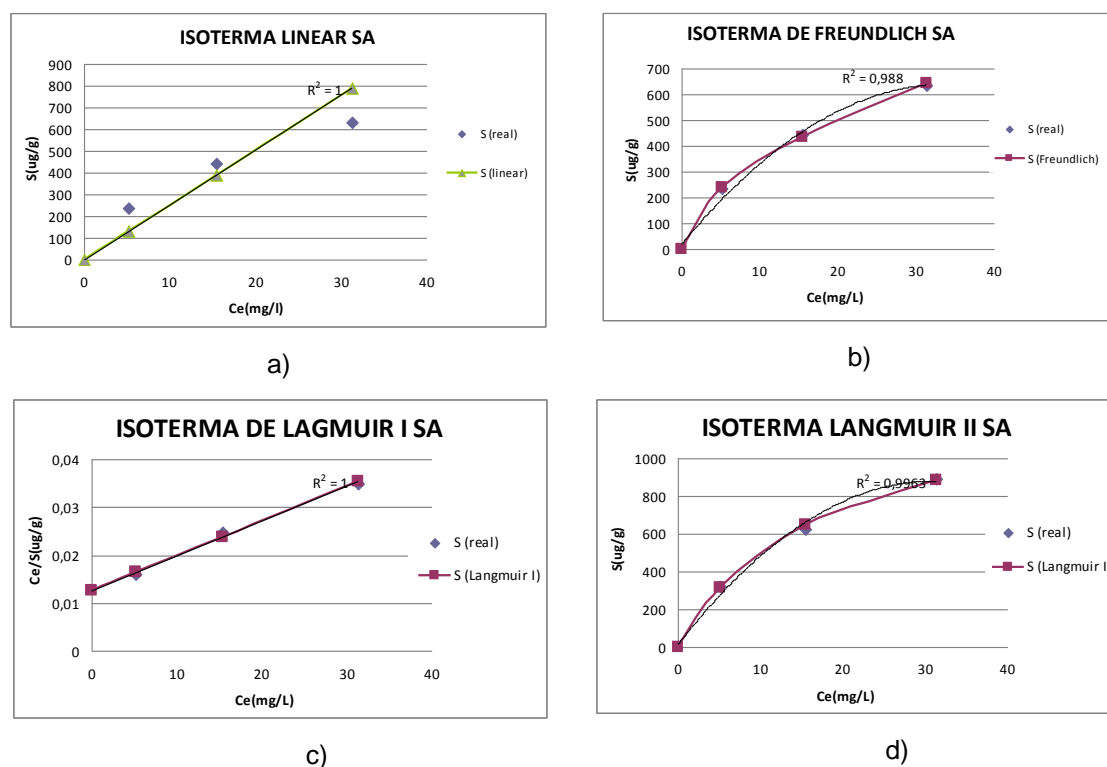 ISOTERMA LINEAR SA
S(ug/g)
900
800
700
600
500
400
300
200
100
0
R² = 1
S (real)
S (linear)
0 10 20 30 40
Ce(mg/l)
a)
ISOTERMA DE FREUNDLICH SA
S(ug/g)
700
600
500
400
300
200
100
0
R² = 0,988
S (real)
S (Freundlich)
0 10 20 30 40
Ce(mg/L)
b)
ISOTERMA DE LAGMUIR I SA
Ce/S(ug/g)
0,04
0,03
0,02
0,01
0
R² = 1
S (real)
S (Langmuir I)
0 10 20 30 40
Ce(mg/L)
c)
ISOTERMA LANGMUIR II SA
S(ug/g)
1000
800
600
400
200
0
R² = 0,9963
S (real)
S (Langmuir I
0 10 20 30 40
Ce(mg/L)
d)